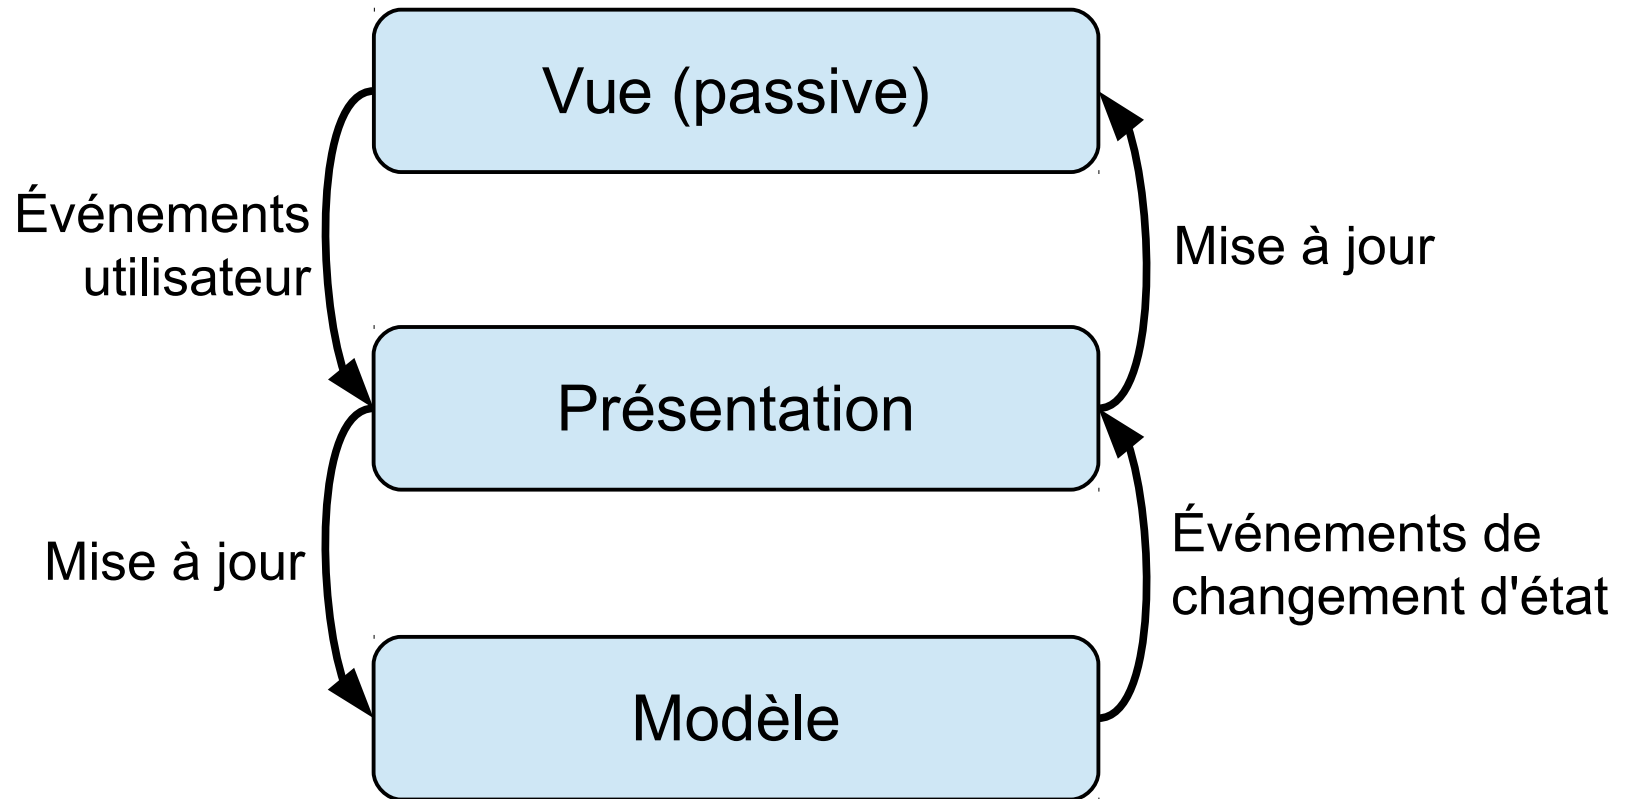 Vue (passive)
Événements
utilisateur
Mise à jour
Présentation
Mise à jour
Événements de
changement d'état
Modèle